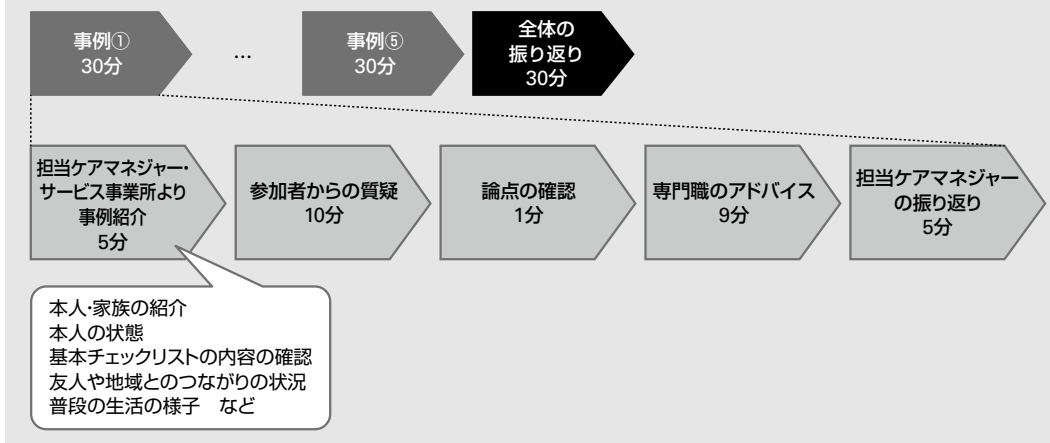 事例①
30分
…
事例⑤
30分
全体の
振り返り
30分
担当ケアマネジャー・
サービス事業所より
事例紹介
5分
参加者からの質疑
10分
論点の確認
1分
専門職のアドバイス
9分
担当ケアマネジャー
の振り返り
5分
本人・家族の紹介
本人の状態
基本チェックリストの内容の確認
友人や地域とのつながりの状況
普段の生活の様子　など